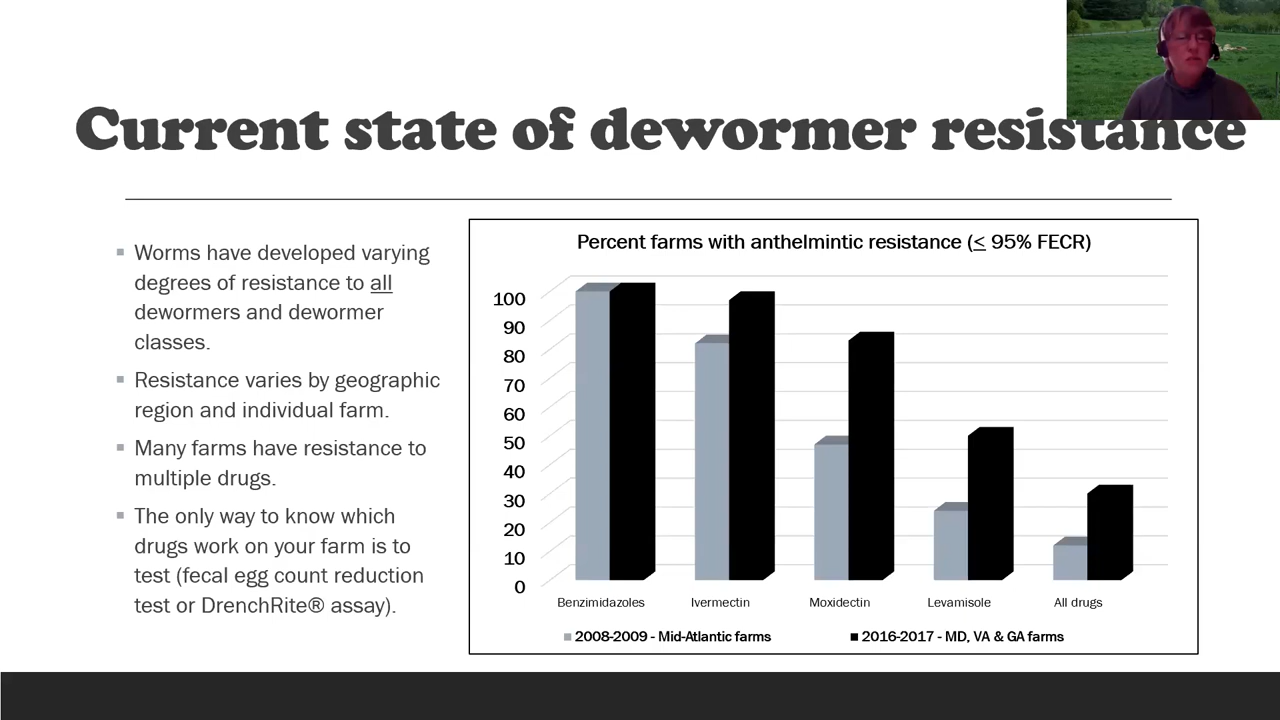 Current state of dewormer resistance
Worms have developed varying
degrees of resistance to all
dewormers and dewormer
classes.
Resistance varies by geographic
region and individual farm.
Many farms have resistance to
multiple drugs.
The only way to know which
drugs work on your farm is to
test (fecal egg count reduction
test or DrenchRite® assay).
Percent farms with anthelmintic resistance (≤ 95% FECR)
100
90
80
70
60
50
40
30
20
10
0
Benzimidazoles Ivermectin Moxidectin Levamisole All drugs
2008-2009 - Mid-Atlantic farms 2016-2017 - MD, VA & GA farms